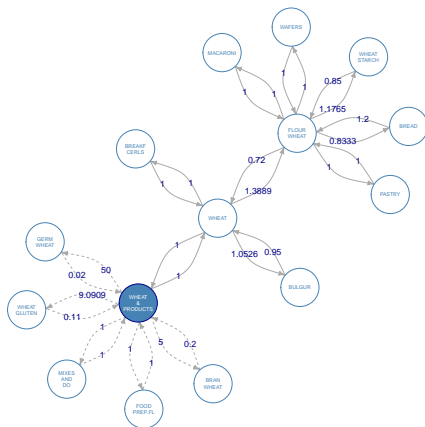 WAFERS
MACARONI
WHEAT
STARCH
1
1
0.85
1
1
1.1765
1.2
BREAD
0.8333
FLOUR
WHEAT
BREAKF
CERLS
0.72
1
1
PASTRY
1
1
1.3889
WHEAT
1
1.0526
0.95
GERM
WHEAT
0.02
50
1
BULGUR
WHEAT
GLUTEN
9.0909
0.11
WHEAT
&
PRODUCTS
1
1
1
5
0.2
MIXES
AND
DO
FOOD
PREP.FL
BRAN
WHEAT